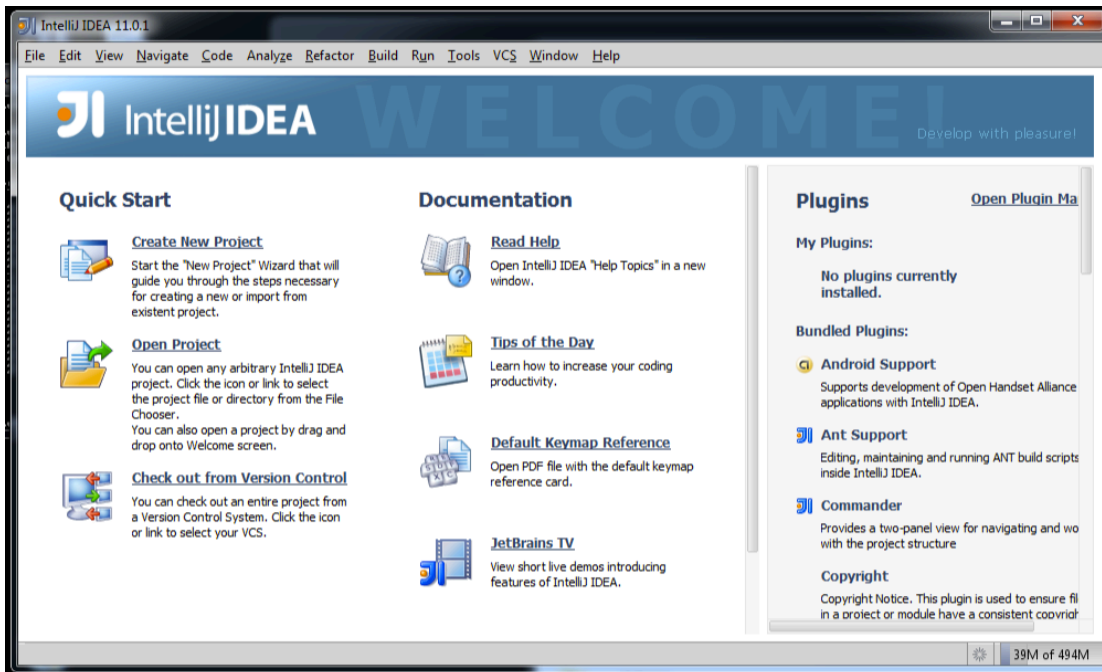 IntelliJ IDEA 11.0.1
File Edit View Navigate Code Analyze Refactor Build Run Tools VCS Window Help
IntelliJ IDEA WELCOME!
Develop with pleasure!
Quick Start
Create New Project
Start the "New Project" Wizard that will
guide you through the steps necessary
for creating a new or import from
existent project.
Open Project
You can open any arbitrary IntelliJ IDEA
project. Click the icon or link to select
the project file or directory from the File
Chooser.
You can also open a project by drag and
drop onto Welcome screen.
Check out from Version Control
You can check out an entire project from
a Version Control System. Click the icon
or link to select your VCS.
Documentation
Read Help
Open IntelliJ IDEA "Help Topics" in a new
window.
Tips of the Day
Learn how to increase your coding
productivity.
Default Keymap Reference
Open PDF file with the default keymap
reference card.
JetBrains TV
View short live demos introducing
features of IntelliJ IDEA.
Plugins
Open Plugin Ma
My Plugins:
No plugins currently
installed.
Bundled Plugins:
Android Support
Supports development of Open Handset Alliance
applications with IntelliJ IDEA.
Ant Support
Editing, maintaining and running ANT build scripts
inside IntelliJ IDEA.
Commander
Provides a two-panel view for navigating and wo
with the project structure
Copyright
Copyright Notice. This plugin is used to ensure fil
in a project or module have a consistent copyrigh
39M of 494M